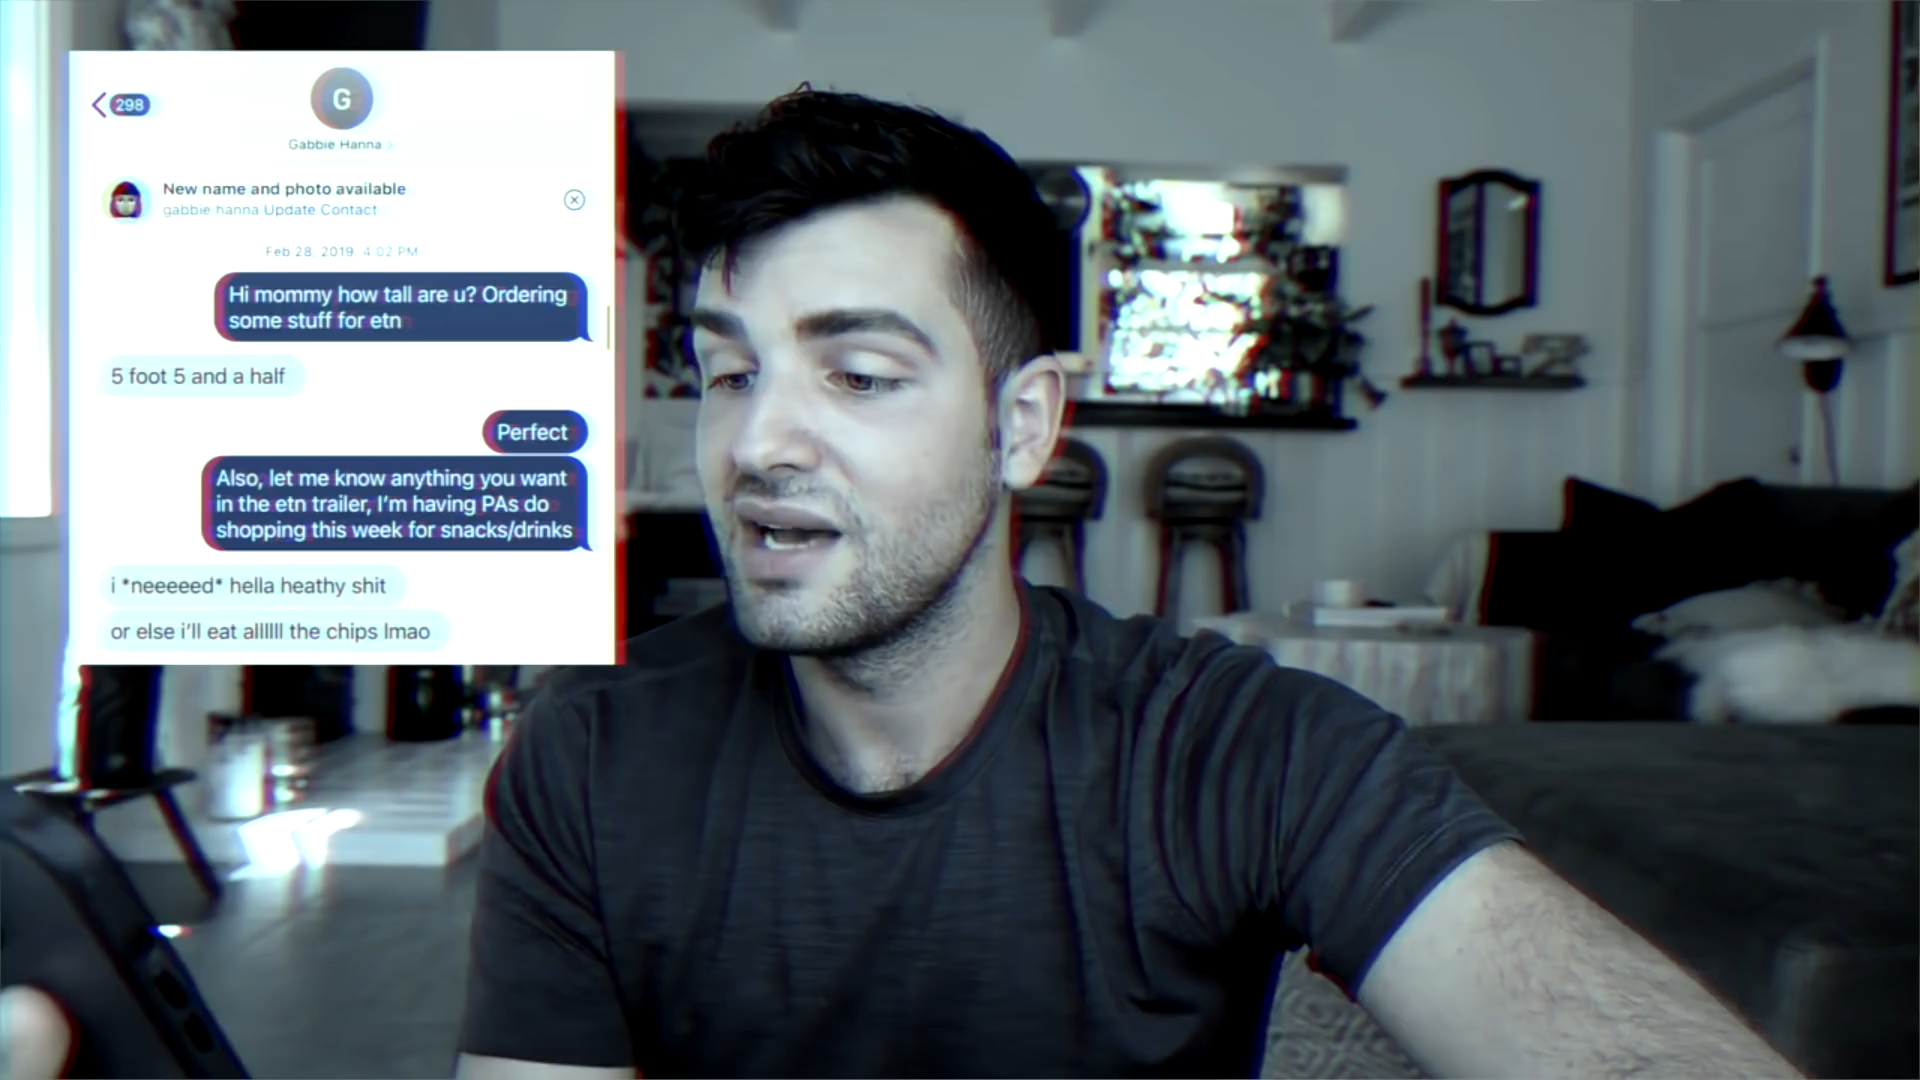 298
G
Gabbie Hanna
New name and photo available
gabbie hanna Update Contact
Feb 28, 2019, 4:02 PM
Hi mommy how tall are u? Ordering
some stuff for etn
5 foot 5 and a half
Perfect
Also, let me know anything you want
in the etn trailer, I'm having PAs do
shopping this week for snacks/drinks
i *neeeeed* hella heathy shit
or else i'll eat allllll the chips lmao